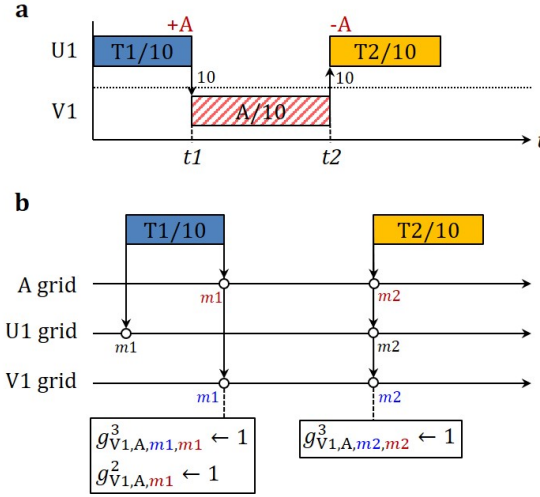 a
+A
-A
U1
T1/10
T2/10
10
10
V1
A/10
t1
t2
t
b
T1/10
T2/10
A grid
m1
m2
U1 grid
m1
m2
V1 grid
m1
m2
g³V1,A,m1,m1 ← 1
g²V1,A,m1 ← 1
g³V1,A,m2,m2 ← 1